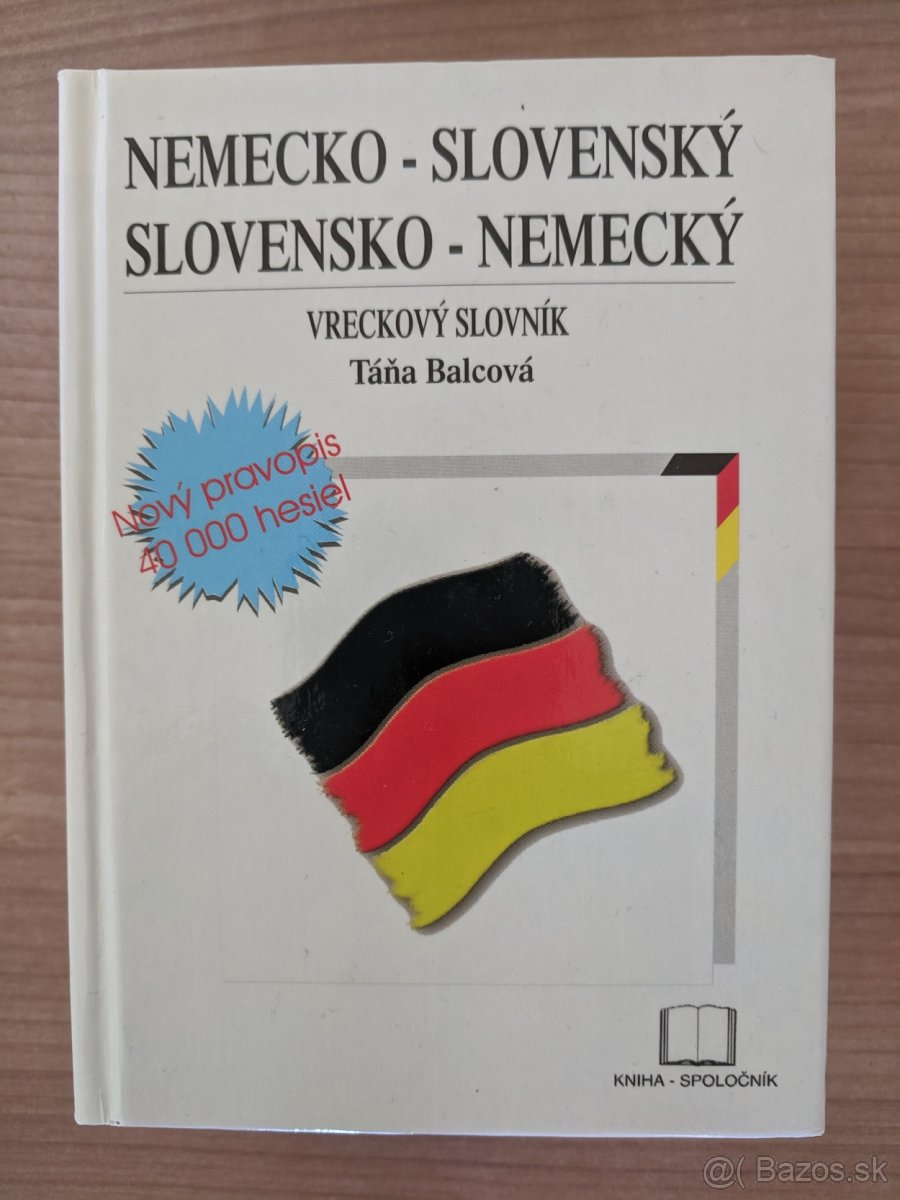 NEMECKO - SLOVENSKÝ
SLOVENSKO - NEMECKÝ
VRECKOVÝ SLOVNÍK
Táňa Balcová
Nový pravopis
40 000 hesiel
KNIHA - SPOLOČNÍK
@( Bazos.sk